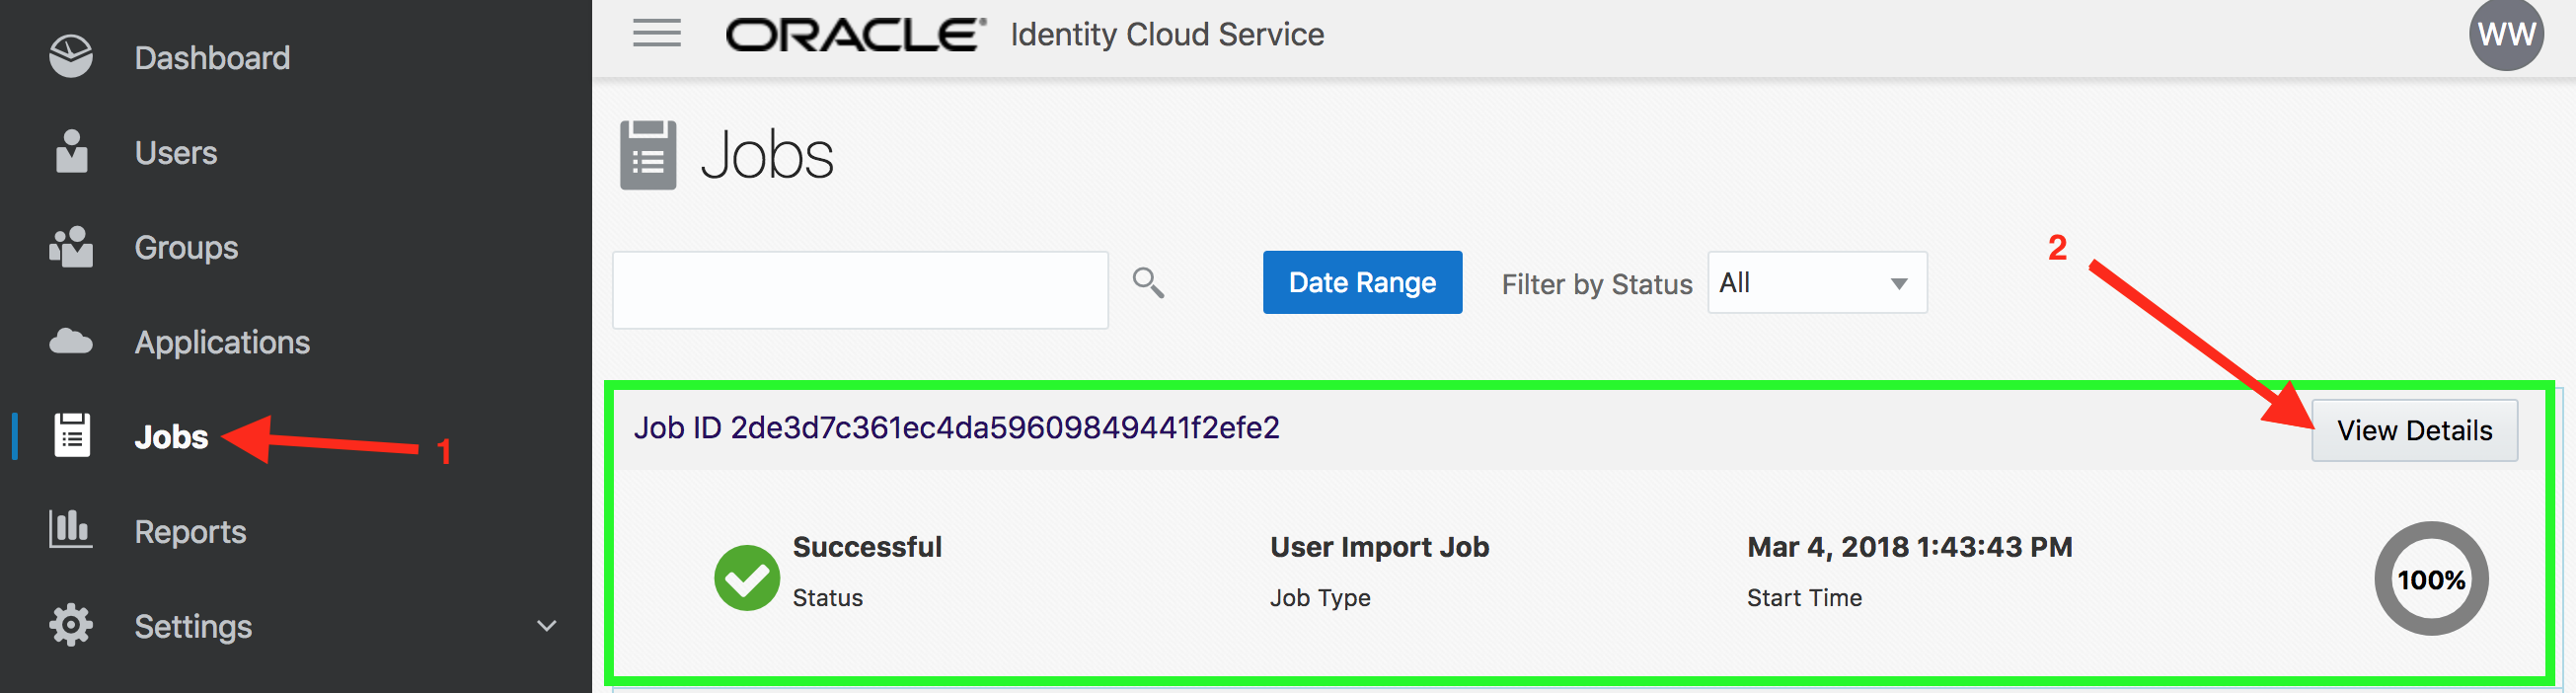 Dashboard
Users
Groups
Applications
Jobs
1
Reports
Settings
ORACLE® Identity Cloud Service
WW
Jobs
Date Range
Filter by Status
All
2
Job ID 2de3d7c361ec4da59609849441f2efe2
View Details
Successful
Status
User Import Job
Job Type
Mar 4, 2018 1:43:43 PM
Start Time
100%